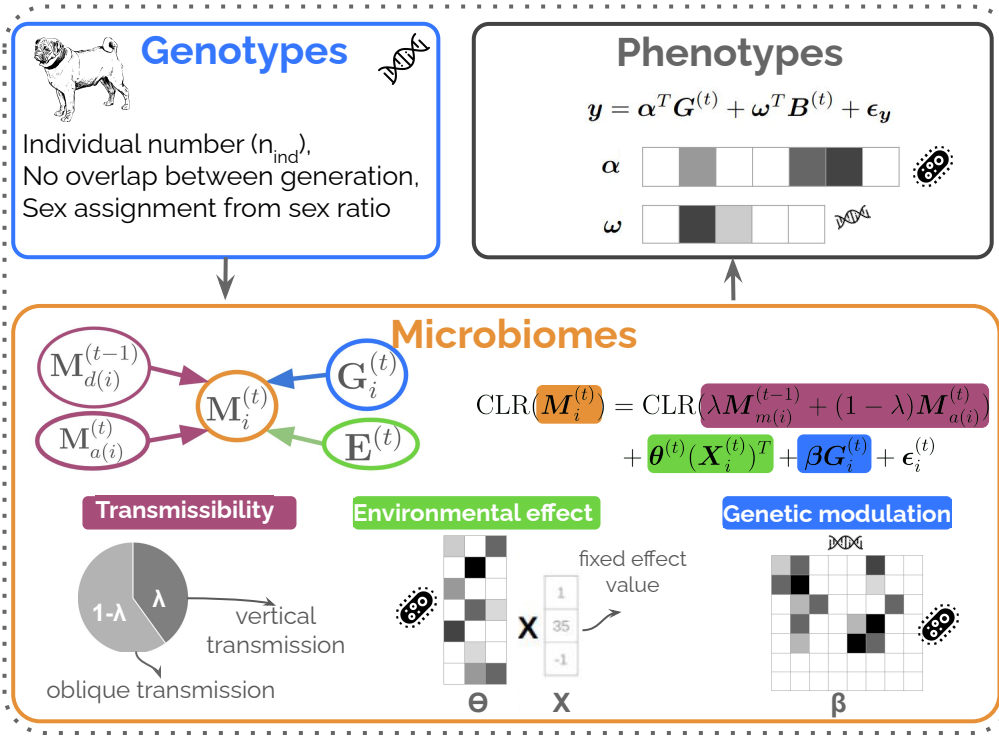 Genotypes
Individual number (n_ind),
No overlap between generation,
Sex assignment from sex ratio
Phenotypes
y = α^T G^(t) + ω^T B^(t) + ϵ_y
α
ω
Microbiomes
M_d(i)^(t−1)
M_a(i)^(t)
M_i^(t)
G_i^(t)
E^(t)
CLR(M_i^(t)) = CLR(λM_m(i)^(t−1) + (1 − λ)M_a(i)^(t))
+ θ^(t)(X_i^(t))^T + βG_i^(t) + ϵ_i^(t)
Transmissibility
1-λ
λ
vertical
transmission
oblique transmission
Environmental effect
fixed effect
value
X
1
35
-1
Θ
X
Genetic modulation
β